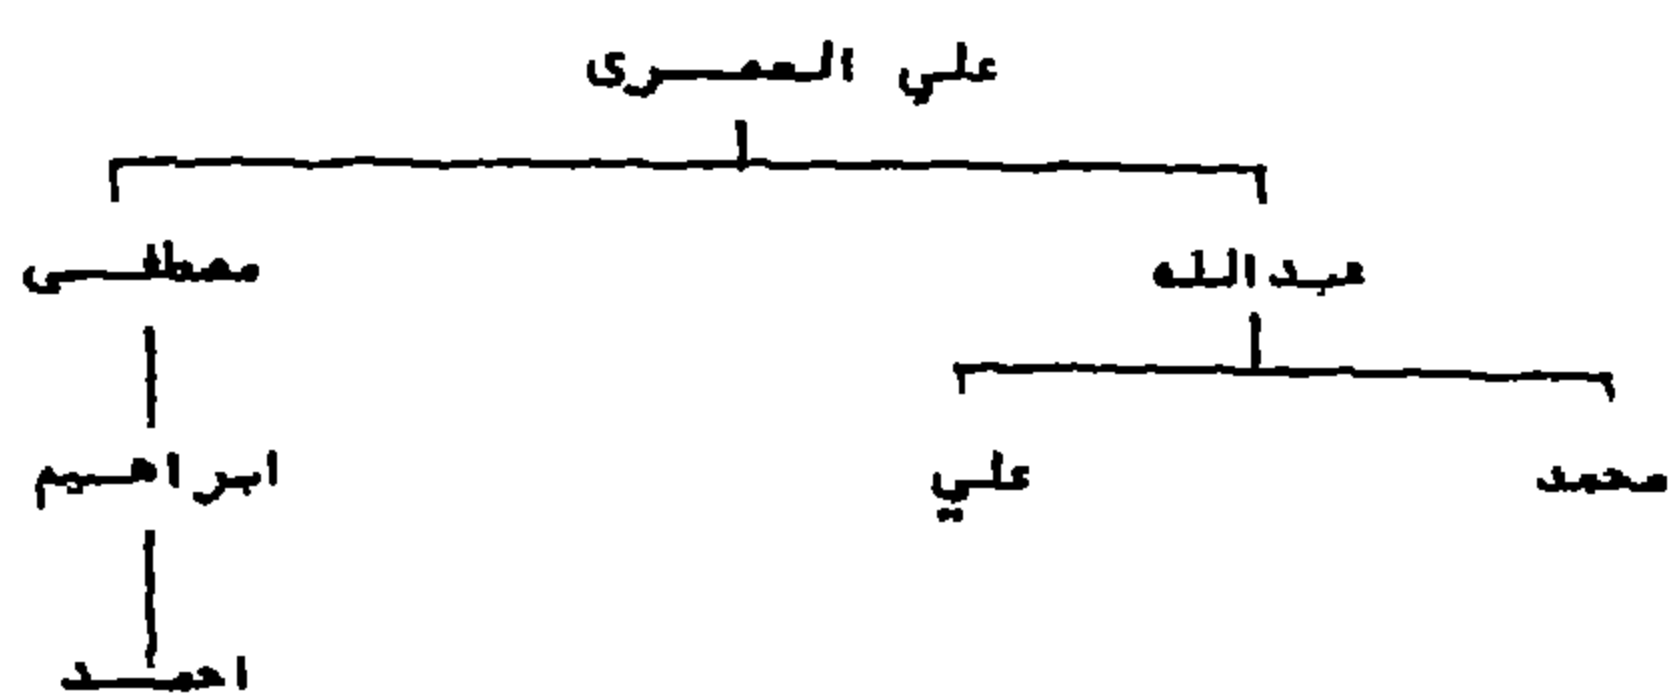 علي العمرى
عبدالله مصطفى
محمد علي ابراهيم
احمد